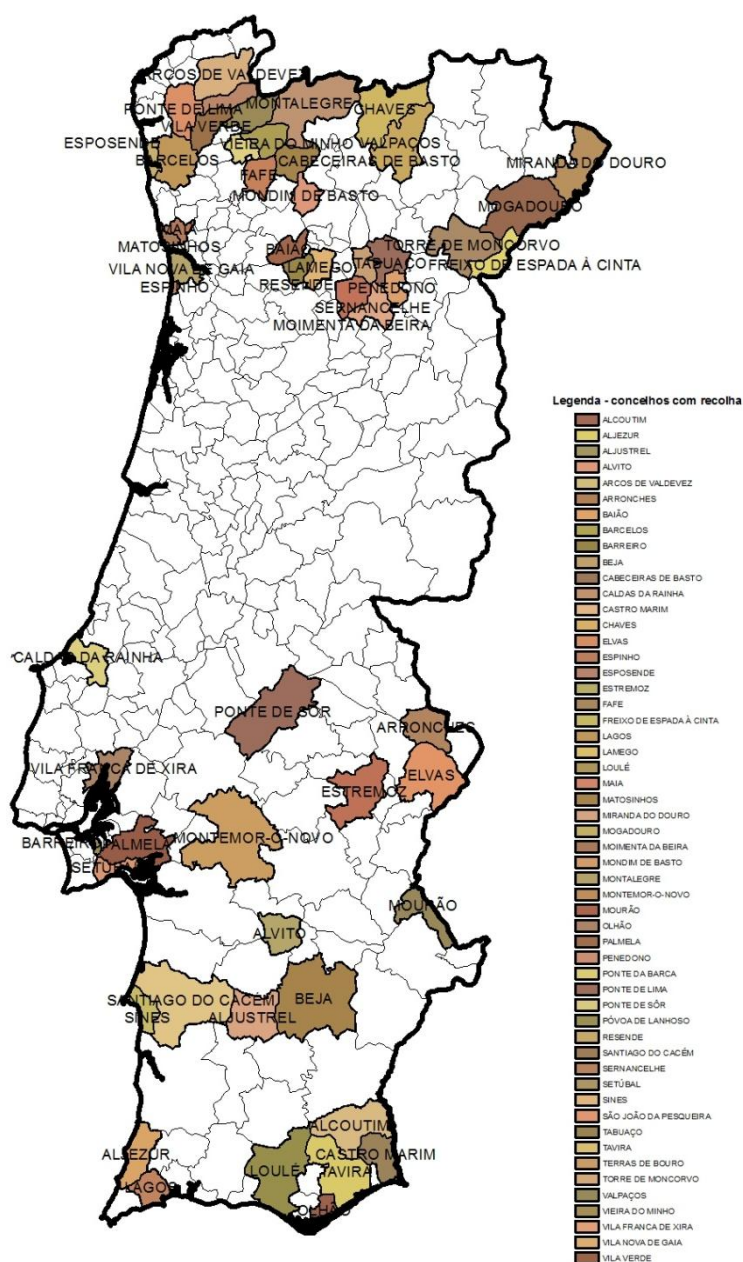 ARCOS DE VALDEVEZ
PONTE DE LIMA
MONTALEGRE
CHAVES
VILA VERDE
ESPOSENDE
VIEIRA DO MINHO
VALPAÇOS
BARCELOS
CABECEIRAS DE BASTO
MIRANDA DO DOURO
FAFE
MONDIM DE BASTO
MOGADOURO
MAIA
MATOSINHOS
BAIÃO
TORRE DE MONCORVO
TABUAÇO
VILA NOVA DE GAIA
LAMEGO
FREIXO DE ESPADA À CINTA
ESPINHO
RESENDE
PENEDONO
SERNANCELHE
MOIMENTA DA BEIRA
CALDAS DA RAINHA
PONTE DE SOR
ARRONCHES
VILA FRANCA DE XIRA
ESTREMOZ
ELVAS
BARREIRO
PALMELA
MONTEMOR-O-NOVO
SETÚBAL
MOURÃO
ALVITO
SANTIAGO DO CACÉM
BEJA
SINES
ALJUSTREL
ALCOUTIM
ALJEZUR
LOULÉ
CASTRO MARIM
TAVIRA
LAGOS
OLHÃO
Legenda - concelhos com recolha
ALCOUTIM
ALJEZUR
ALJUSTREL
ALVITO
ARCOS DE VALDEVEZ
ARRONCHES
BAIÃO
BARCELOS
BARREIRO
BEJA
CABECEIRAS DE BASTO
CALDAS DA RAINHA
CASTRO MARIM
CHAVES
ELVAS
ESPINHO
ESPOSENDE
ESTREMOZ
FAFE
FREIXO DE ESPADA À CINTA
LAGOS
LAMEGO
LOULÉ
MAIA
MATOSINHOS
MIRANDA DO DOURO
MOGADOURO
MOIMENTA DA BEIRA
MONDIM DE BASTO
MONTALEGRE
MONTEMOR-O-NOVO
MOURÃO
OLHÃO
PALMELA
PENEDONO
PONTE DA BARCA
PONTE DE LIMA
PONTE DE SÔR
PÓVOA DE LANHOSO
RESENDE
SANTIAGO DO CACÉM
SERNANCELHE
SETÚBAL
SINES
SÃO JOÃO DA PESQUEIRA
TABUAÇO
TAVIRA
TERRAS DE BOURO
TORRE DE MONCORVO
VALPAÇOS
VIEIRA DO MINHO
VILA FRANCA DE XIRA
VILA NOVA DE GAIA
VILA VERDE